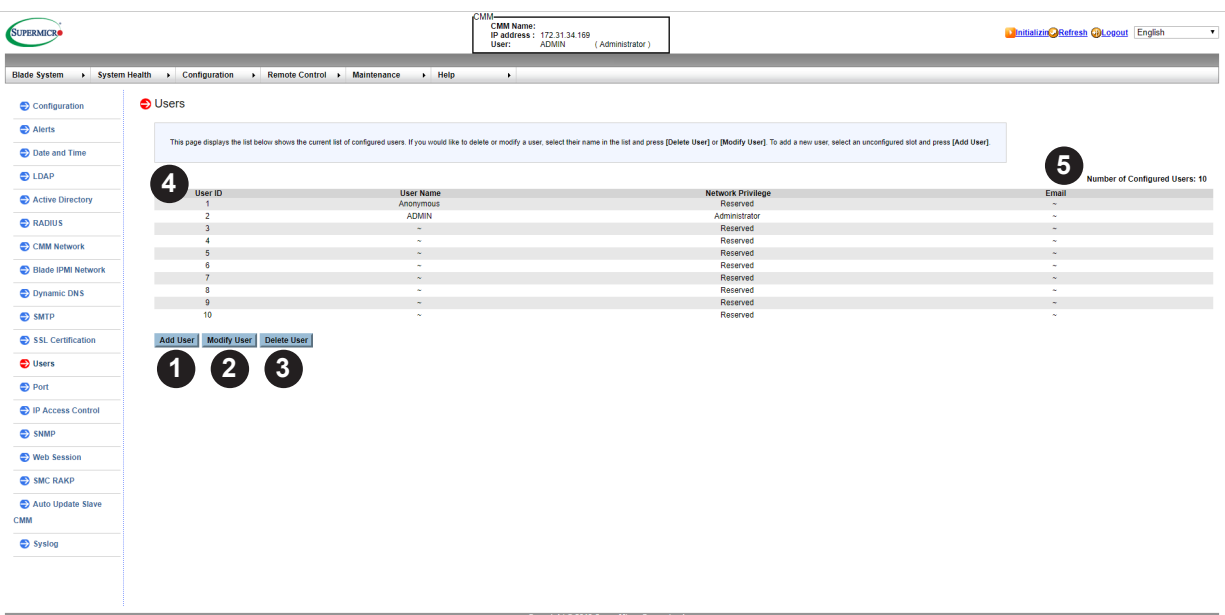 SUPERMICR
CMM
CMM Name:
IP address : 172.31.34.169
User: ADMIN ( Administrator )
Initializin Refresh Logout English
Blade System System Health Configuration Remote Control Maintenance Help
Configuration
Alerts
Date and Time
LDAP
Active Directory
RADIUS
CMM Network
Blade IPMI Network
Dynamic DNS
SMTP
SSL Certification
Users
Port
IP Access Control
SNMP
Web Session
SMC RAKP
Auto Update Slave
CMM
Syslog
Users
This page displays the list below shows the current list of configured users. If you would like to delete or modify a user, select their name in the list and press [Delete User] or [Modify User]. To add a new user, select an unconfigured slot and press [Add User].
4
5
Number of Configured Users: 10
User ID User Name Network Privilege Email
1 Anonymous Reserved ~
2 ADMIN Administrator ~
3 ~ Reserved ~
4 ~ Reserved ~
5 ~ Reserved ~
6 ~ Reserved ~
7 ~ Reserved ~
8 ~ Reserved ~
9 ~ Reserved ~
10 ~ Reserved ~
Add User Modify User Delete User
1 2 3